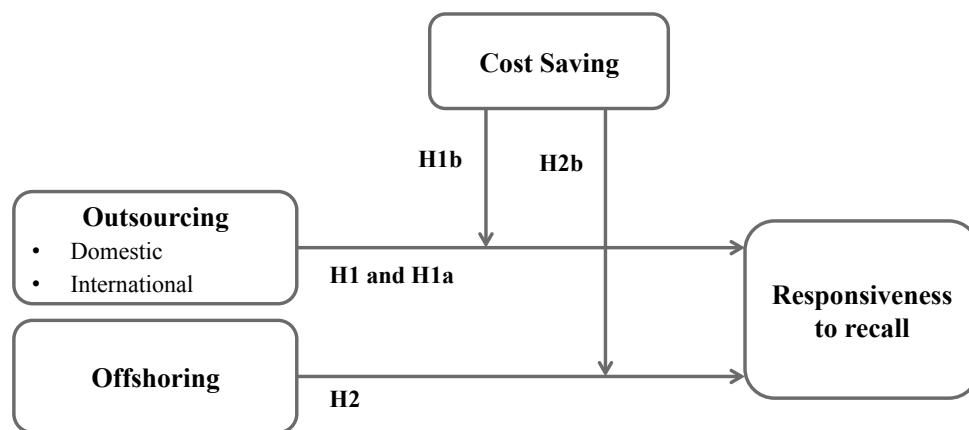 Cost Saving
H1b
H2b
Outsourcing
• Domestic
• International
H1 and H1a
Responsiveness
to recall
Offshoring
H2